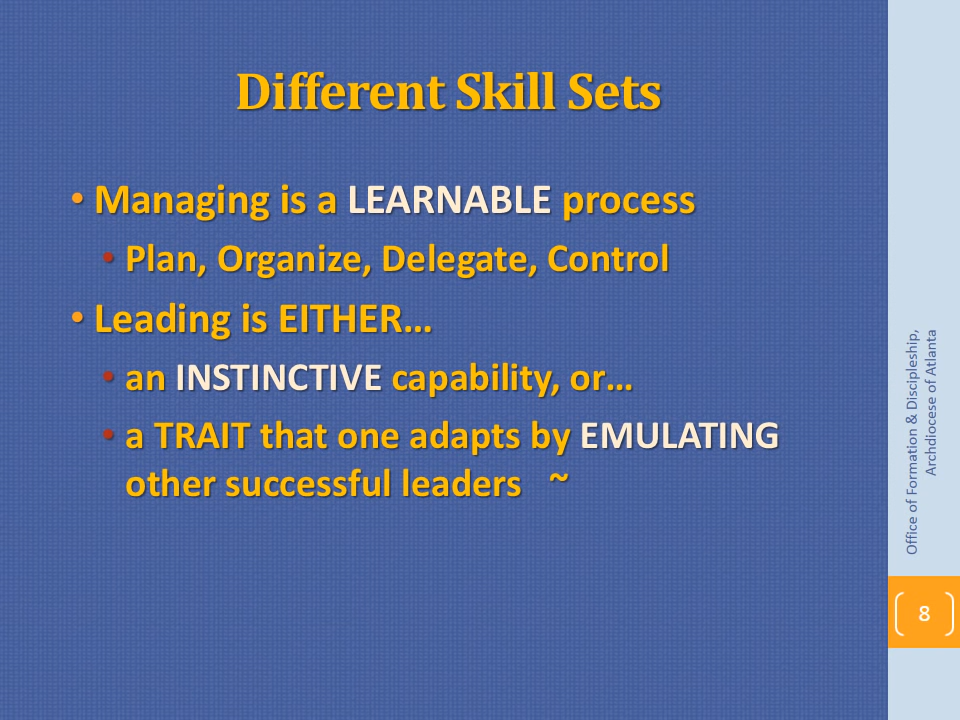 Different Skill Sets
• Managing is a LEARNABLE process
• Plan, Organize, Delegate, Control
• Leading is EITHER…
• an INSTINCTIVE capability, or…
• a TRAIT that one adapts by EMULATING
other successful leaders ~
Office of Formation & Discipleship,
Archdiocese of Atlanta
8